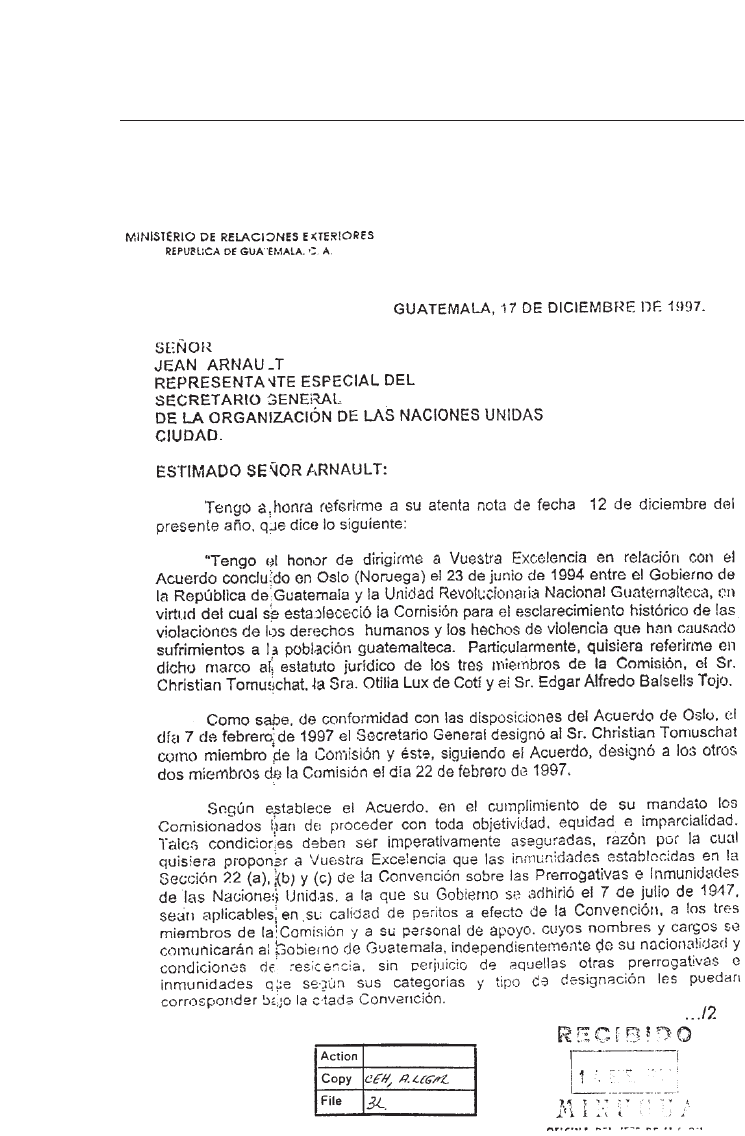 MINISTERIO DE RELACIONES EXTERIORES
REPUBLICA DE GUATEMALA, C. A.
GUATEMALA, 17 DE DICIEMBRE DE 1997.
SEÑOR
JEAN ARNAULT
REPRESENTANTE ESPECIAL DEL
SECRETARIO GENERAL
DE LA ORGANIZACIÓN DE LAS NACIONES UNIDAS
CIUDAD.
ESTIMADO SEÑOR ARNAULT:
Tengo a honra referirme a su atenta nota de fecha 12 de diciembre del
presente año, que dice lo siguiente:
"Tengo el honor de dirigirme a Vuestra Excelencia en relación con el
Acuerdo concluido en Oslo (Noruega) el 23 de junio de 1994 entre el Gobierno de
la República de Guatemala y la Unidad Revolucionaria Nacional Guatemalteca, en
virtud del cual se establececió la Comisión para el esclarecimiento histórico de las
violaciones de los derechos humanos y los hechos de violencia que han causado
sufrimientos a la población guatemalteca. Particularmente, quisiera referirme en
dicho marco al estatuto jurídico de los tres miembros de la Comisión, el Sr.
Christian Tomuschat, la Sra. Otilia Lux de Cotí y el Sr. Edgar Alfredo Balsells Tojo.
Como sabe, de conformidad con las disposiciones del Acuerdo de Oslo, el
día 7 de febrero de 1997 el Secretario General designó al Sr. Christian Tomuschat
como miembro de la Comisión y éste, siguiendo el Acuerdo, designó a los otros
dos miembros de la Comisión el día 22 de febrero de 1997.
Según establece el Acuerdo, en el cumplimiento de su mandato los
Comisionados han de proceder con toda objetividad, equidad e imparcialidad.
Tales condiciones deben ser imperativamente aseguradas, razón por la cual
quisiera proponer a Vuestra Excelencia que las inmunidades establecidas en la
Sección 22 (a), (b) y (c) de la Convención sobre las Prerrogativas e Inmunidades
de las Naciones Unidas, a la que su Gobierno se adhirió el 7 de julio de 1947,
sean aplicables en su calidad de peritos a efecto de la Convención, a los tres
miembros de la Comisión y a su personal de apoyo, cuyos nombres y cargos se
comunicarán al Gobierno de Guatemala, independientemente de su nacionalidad y
condiciones de residencia, sin perjuicio de aquellas otras prerrogativas e
inmunidades que según sus categorías y tipo de designación les puedan
corresponder bajo la citada Convención.
.../2
RECIBIDO
Action
Copy CEH, A.LEGAL
File 3L
MINUGUA